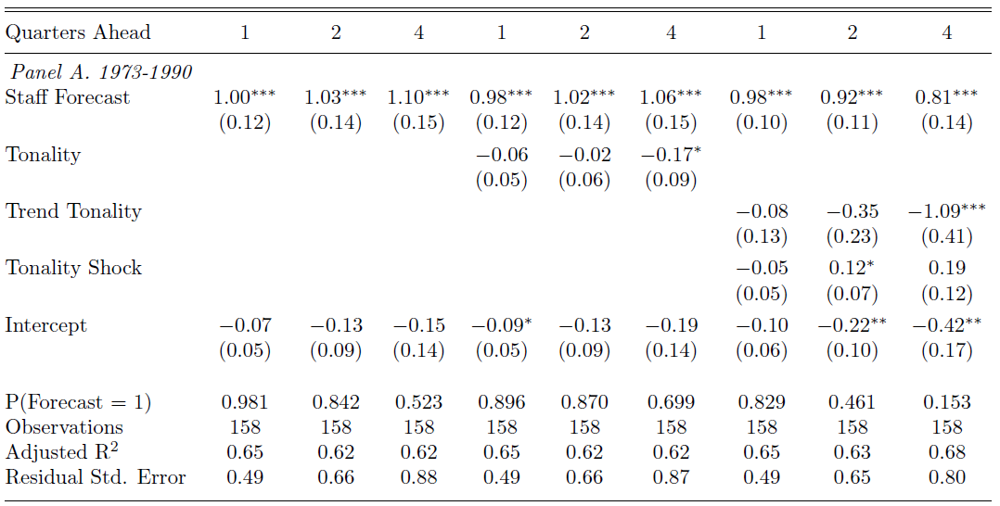 Quarters Ahead 1 2 4 1 2 4 1 2 4
Panel A. 1973-1990
Staff Forecast 1.00*** 1.03*** 1.10*** 0.98*** 1.02*** 1.06*** 0.98*** 0.92*** 0.81***
(0.12) (0.14) (0.15) (0.12) (0.14) (0.15) (0.10) (0.11) (0.14)
Tonality −0.06 −0.02 −0.17*
(0.05) (0.06) (0.09)
Trend Tonality −0.08 −0.35 −1.09***
(0.13) (0.23) (0.41)
Tonality Shock −0.05 0.12* 0.19
(0.05) (0.07) (0.12)
Intercept −0.07 −0.13 −0.15 −0.09* −0.13 −0.19 −0.10 −0.22** −0.42**
(0.05) (0.09) (0.14) (0.05) (0.09) (0.14) (0.06) (0.10) (0.17)
P(Forecast = 1) 0.981 0.842 0.523 0.896 0.870 0.699 0.829 0.461 0.153
Observations 158 158 158 158 158 158 158 158 158
Adjusted R² 0.65 0.62 0.62 0.65 0.62 0.62 0.65 0.63 0.68
Residual Std. Error 0.49 0.66 0.88 0.49 0.66 0.87 0.49 0.65 0.80